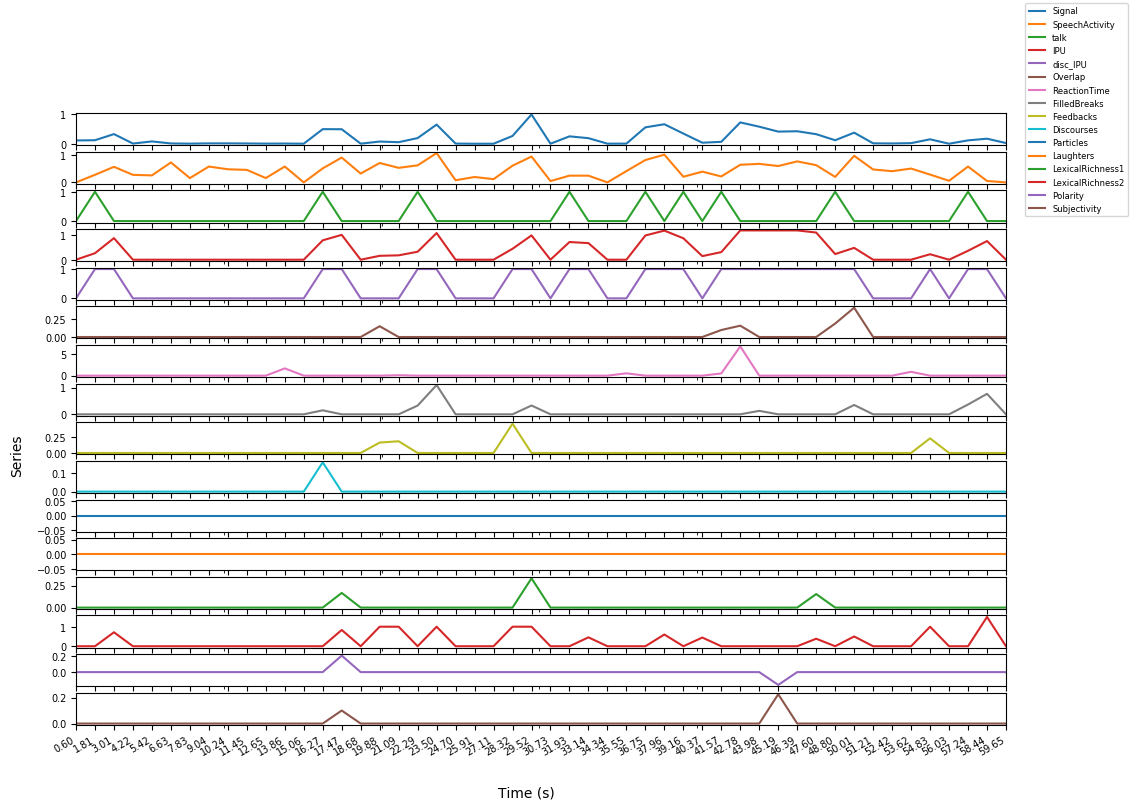 Signal
SpeechActivity
talk
IPU
disc_IPU
Overlap
ReactionTime
FilledBreaks
Feedbacks
Discourses
Particles
Laughters
LexicalRichness1
LexicalRichness2
Polarity
Subjectivity
1
0
1
0
1
0
1
0
1
0
0.25
0.00
5
0
1
0
0.25
0.00
0.1
0.0
0.05
0.00
−0.05
0.05
0.00
−0.05
0.25
0.00
1
0
0.2
0.0
0.2
0.0
Series
0.60 1.81 3.01 4.22 5.42 6.63 7.83 9.04 10.24 11.45 12.65 13.86 15.06 16.27 17.47 18.68 19.88 21.09 22.29 23.50 24.70 25.91 27.11 28.32 29.52 30.73 31.93 33.14 34.34 35.55 36.75 37.96 39.16 40.37 41.57 42.78 43.98 45.19 46.39 47.60 48.80 50.01 51.21 52.42 53.62 54.83 56.03 57.24 58.44 59.65
Time (s)